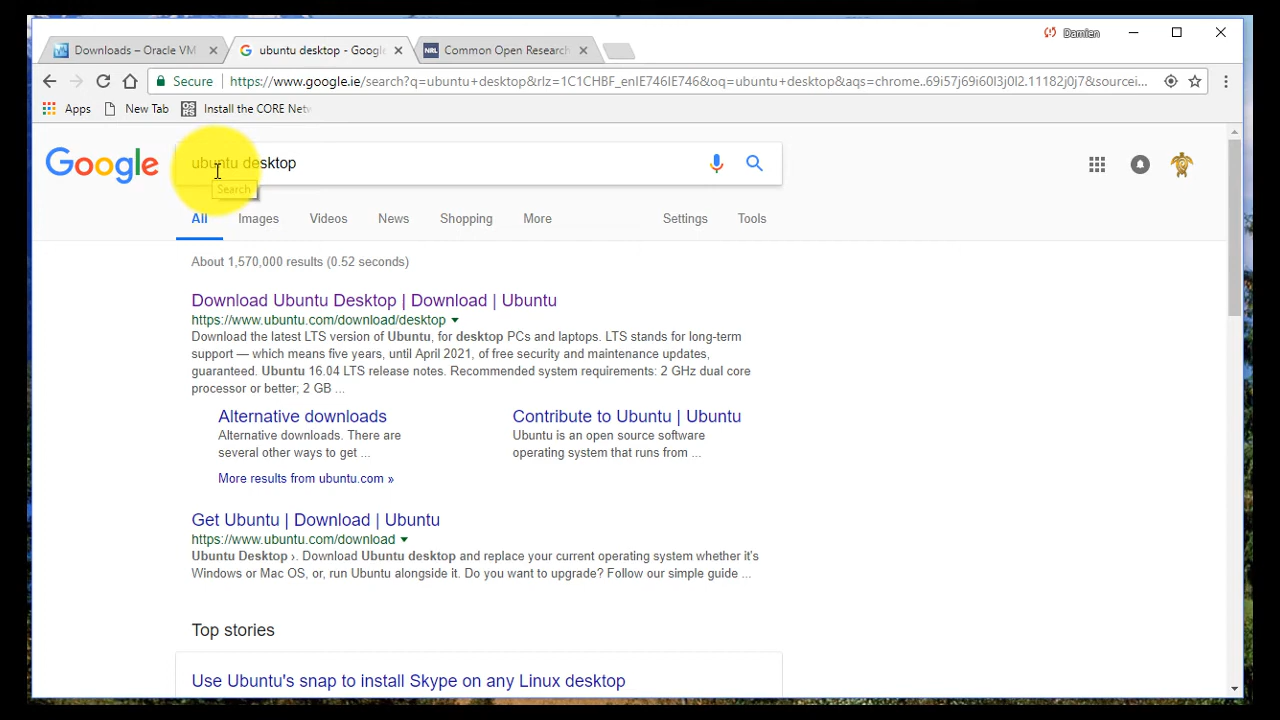 Damien
Downloads – Oracle VM
ubuntu desktop - Google
Common Open Research
Secure
https://www.google.ie/search?q=ubuntu+desktop&rlz=1C1CHBF_enIE746IE746&oq=ubuntu+desktop&aqs=chrome..69i57j69i60l3j0l2.11182j0j7&sourcei...
Apps
New Tab
Install the CORE Netw
Google
ubuntu desktop
Search
All
Images
Videos
News
Shopping
More
Settings
Tools
About 1,570,000 results (0.52 seconds)
Download Ubuntu Desktop | Download | Ubuntu
https://www.ubuntu.com/download/desktop
Download the latest LTS version of Ubuntu, for desktop PCs and laptops. LTS stands for long-term
support — which means five years, until April 2021, of free security and maintenance updates,
guaranteed. Ubuntu 16.04 LTS release notes. Recommended system requirements: 2 GHz dual core
processor or better; 2 GB ...
Alternative downloads
Alternative downloads. There are
several other ways to get ...
Contribute to Ubuntu | Ubuntu
Ubuntu is an open source software
operating system that runs from ...
More results from ubuntu.com »
Get Ubuntu | Download | Ubuntu
https://www.ubuntu.com/download
Ubuntu Desktop ›. Download Ubuntu desktop and replace your current operating system whether it's
Windows or Mac OS, or, run Ubuntu alongside it. Do you want to upgrade? Follow our simple guide ...
Top stories
Use Ubuntu's snap to install Skype on any Linux desktop